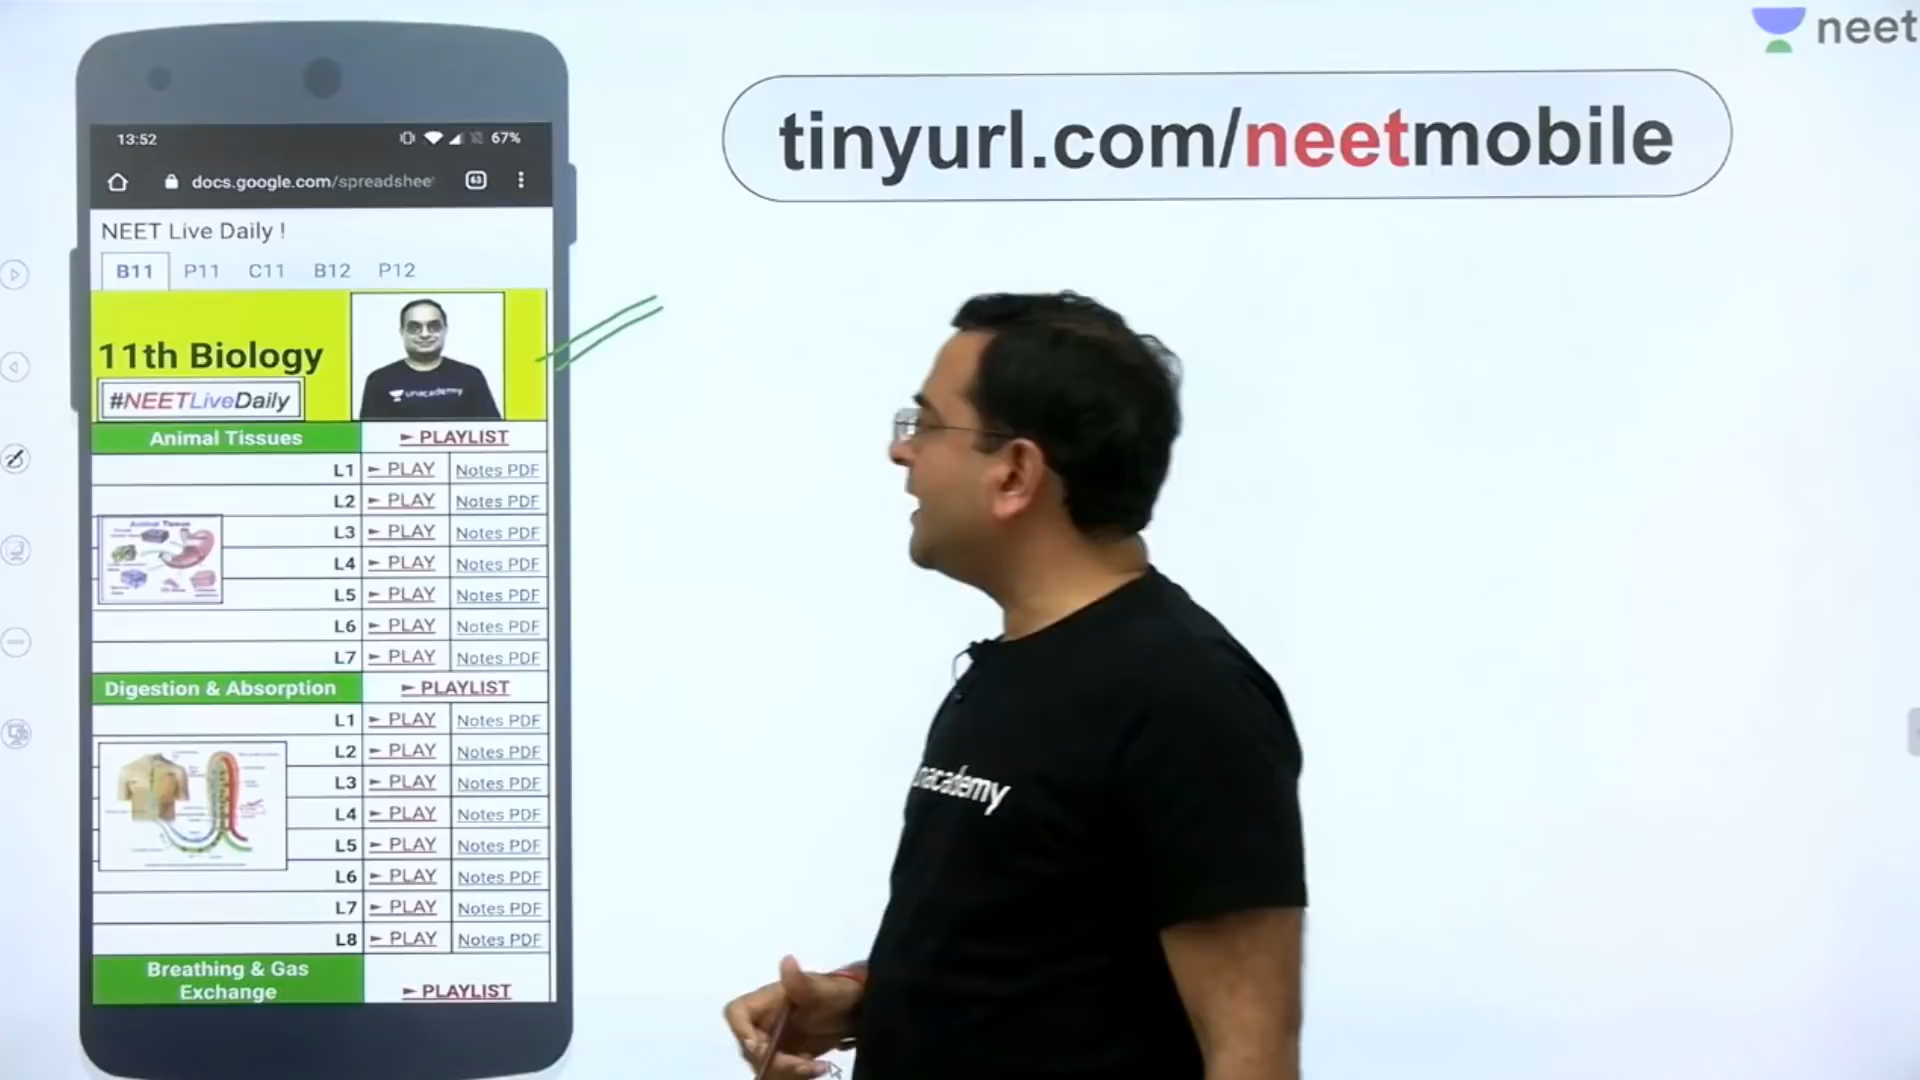 neet
tinyurl.com/neetmobile
13:52
67%
docs.google.com/spreadshee
63
NEET Live Daily !
B11 P11 C11 B12 P12
11th Biology
#NEETLiveDaily
unacademy
Animal Tissues ► PLAYLIST
L1 ► PLAY Notes PDF
L2 ► PLAY Notes PDF
L3 ► PLAY Notes PDF
L4 ► PLAY Notes PDF
L5 ► PLAY Notes PDF
L6 ► PLAY Notes PDF
L7 ► PLAY Notes PDF
Animal Tissue
Digestion & Absorption ► PLAYLIST
L1 ► PLAY Notes PDF
L2 ► PLAY Notes PDF
L3 ► PLAY Notes PDF
L4 ► PLAY Notes PDF
L5 ► PLAY Notes PDF
L6 ► PLAY Notes PDF
L7 ► PLAY Notes PDF
L8 ► PLAY Notes PDF
Breathing & Gas
Exchange ► PLAYLIST
nacademy